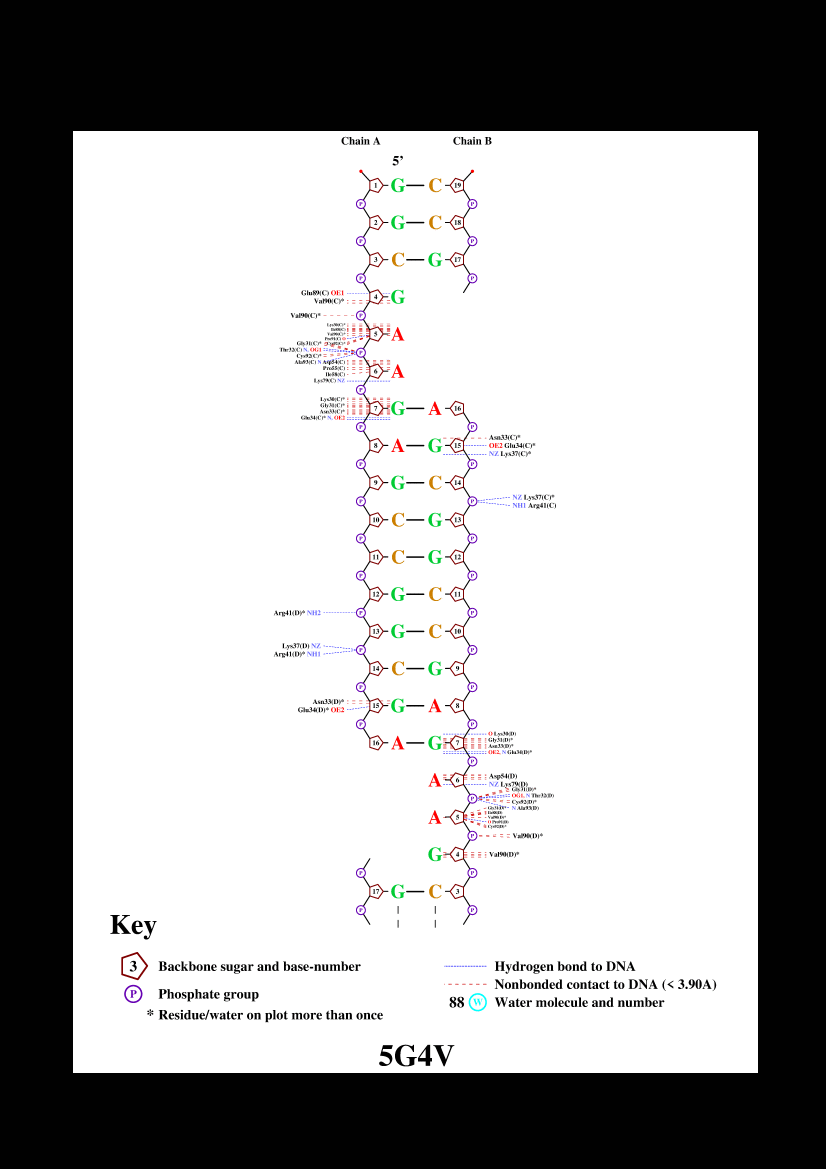 Chain A Chain B
5’
1 G C 19
P P
2 G C 18
P P
3 C G 17
P P
Glu89(C) OE1
Val90(C)*
4 G
Val90(C)* P
Val90(C)*
5 A
Gly31(C)*
Thr32(C) N, OG1 P
Cys92(C)*
Ala93(C) N Asp54(C)
Pro55(C)
6 A
Ile58(C)
Lys79(C) NZ
P
Lys30(C)*
Gly31(C)*
7 G A 16
Asn33(C)*
Glu34(C)* N, OE2
P P
Asn33(C)*
8 A G 15 OE2 Glu34(C)*
NZ Lys37(C)*
P P
9 G C 14
NZ Lys37(C)*
P P
NH1 Arg41(C)
10 C G 13
P P
11 C G 12
P P
12 G C 11
Arg41(D)* NH2 P P
13 G C 10
Lys37(D) NZ
P P
Arg41(D)* NH1
14 C G 9
P P
Asn33(D)*
15 G A 8
Glu34(D)* OE2
P P
O Lys30(D)
Gly31(D)*
16 A G 7
Asn33(D)*
OE2, N Glu34(D)*
P
Asp54(D)
A 6
NZ Lys79(D)
Gly31(D)*
P OG1, N Thr32(D)
Cys92(D)*
N Ala93(D)
A 5
Val90(D)*
O Pro91(D)
Cys92(D)*
P Val90(D)*
G 4 Val90(D)*
P P
17 G C 3
P P
Key
3 Backbone sugar and base-number
P Phosphate group
* Residue/water on plot more than once
Hydrogen bond to DNA
Nonbonded contact to DNA (< 3.90A)
88 W Water molecule and number
5G4V